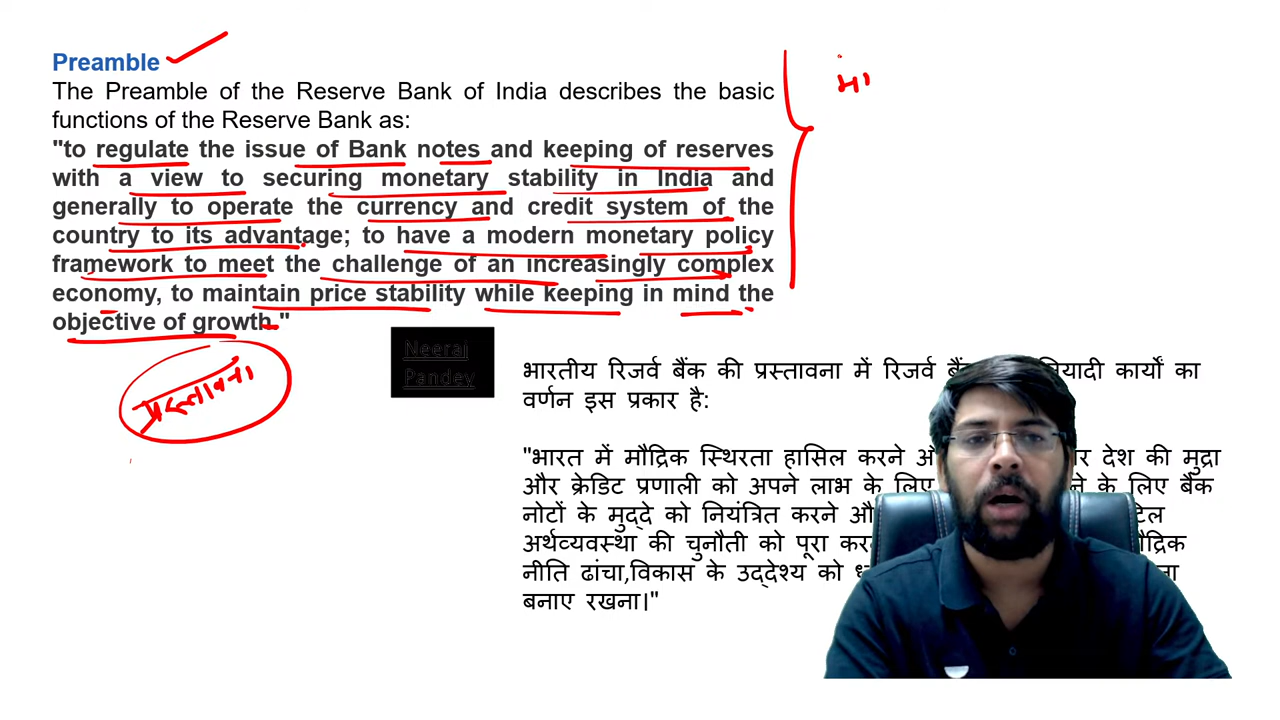 Preamble
The Preamble of the Reserve Bank of India describes the basic
functions of the Reserve Bank as:
"to regulate the issue of Bank notes and keeping of reserves
with a view to securing monetary stability in India and
generally to operate the currency and credit system of the
country to its advantage; to have a modern monetary policy
framework to meet the challenge of an increasingly complex
economy, to maintain price stability while keeping in mind the
objective of growth."
प्रस्तावना
Neeraj
Pandey
भारतीय रिजर्व बैंक की प्रस्तावना में रिजर्व कार्यों का
वर्णन इस प्रकार है:
"भारत में मौद्रिक स्थिरता हासिल करने देश की मुद्रा
और क्रेडिट प्रणाली को अपने लाभ के लिए के लिए बैंक
नोटों के मुद्दे को नियंत्रित करने
अर्थव्यवस्था की चुनौती को पूरा
नीति ढांचा,विकास के उद्देश्य को
बनाए रखना।"